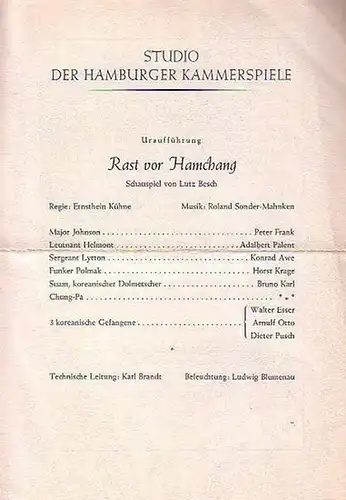 STUDIO
DER HAMBURGER KAMMERSPIELE
Uraufführung
Rast vor Hamchang
Schauspiel von Lutz Besch
Regie: Ernsthein Kühne Musik: Roland Sonder-Mahnken
Major Johnson . . . . . . . . . . . . . . . . . . . . Peter Frank
Leutnant Helmont . . . . . . . . . . . . . . . . . . Adalbert Palent
Sergeant Lytton . . . . . . . . . . . . . . . . . . . Konrad Awe
Funker Polmak . . . . . . . . . . . . . . . . . . . . Horst Krage
Suam, koreanischer Dolmetscher . . . . . . . . . . . . Bruno Karl
Chung-Pa . . . . . . . . . . . . . . . . . . . . . . * * *
Walter Esser
3 koreanische Gefangene . . . . . . . . . . . . . . . Arnulf Otto
Dieter Pusch
Technische Leitung: Karl Brandt Beleuchtung: Ludwig Blumenau